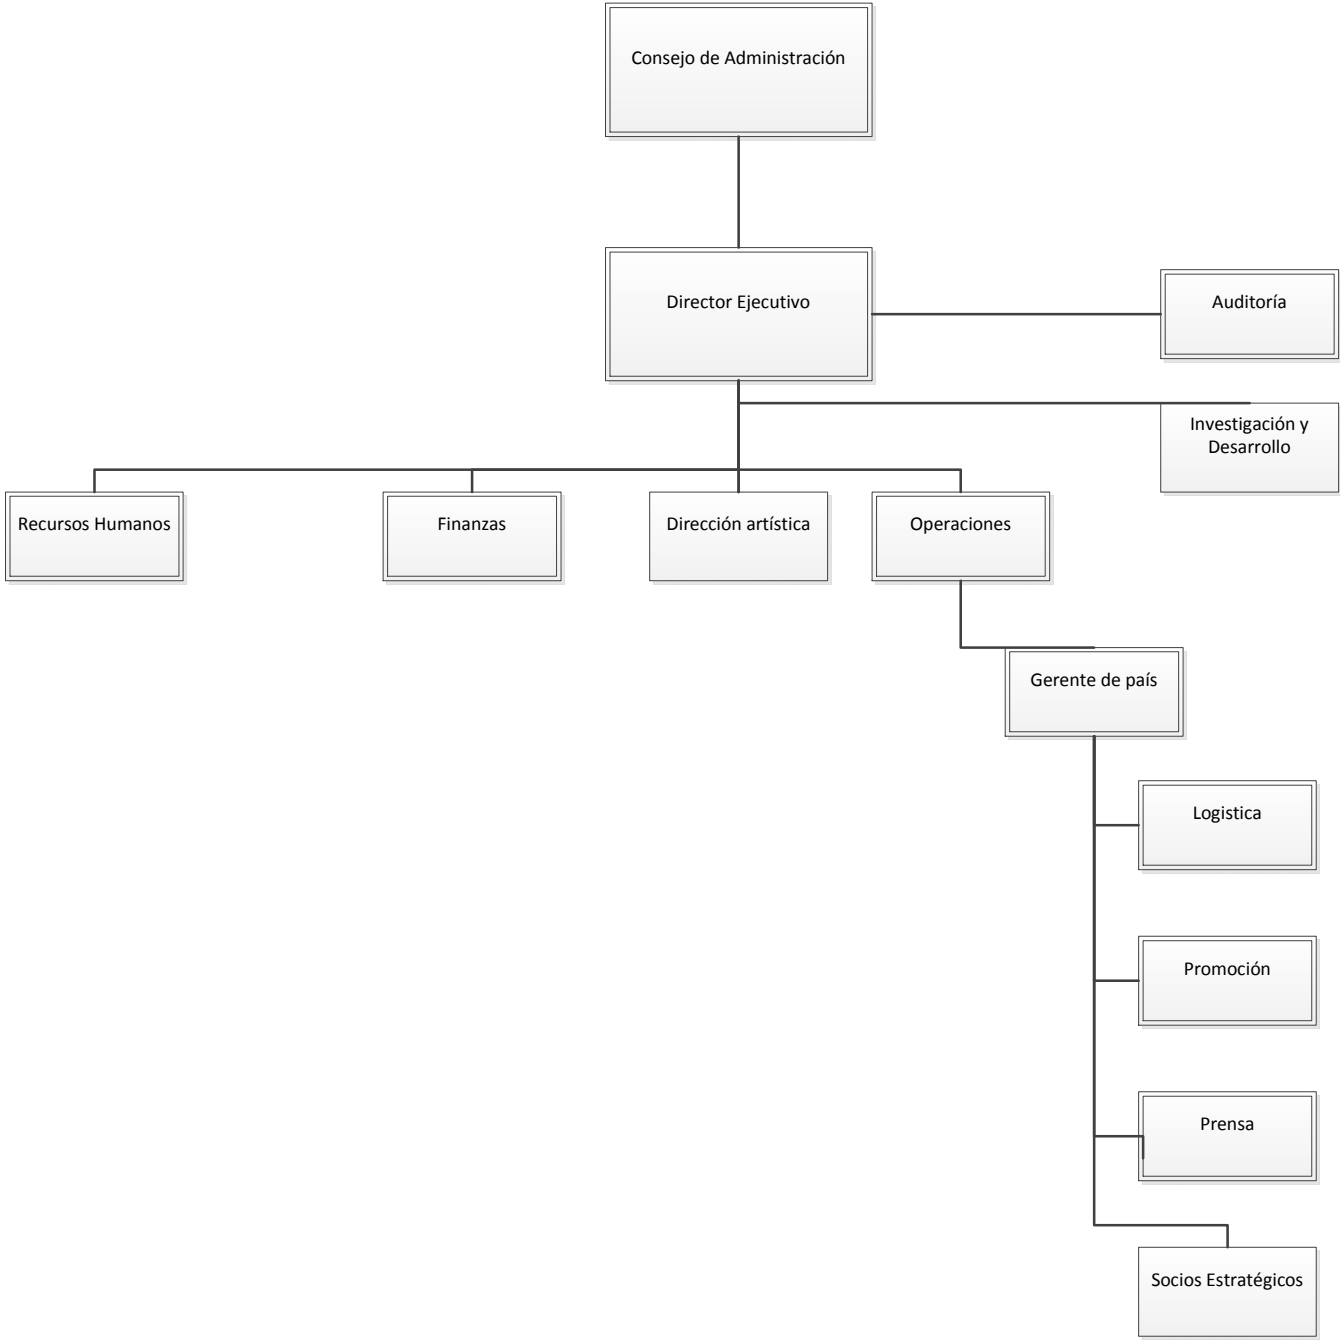 Consejo de Administración
Director Ejecutivo
Auditoría
Investigación y
Desarrollo
Recursos Humanos
Finanzas
Dirección artística
Operaciones
Gerente de país
Logistica
Promoción
Prensa
Socios Estratégicos